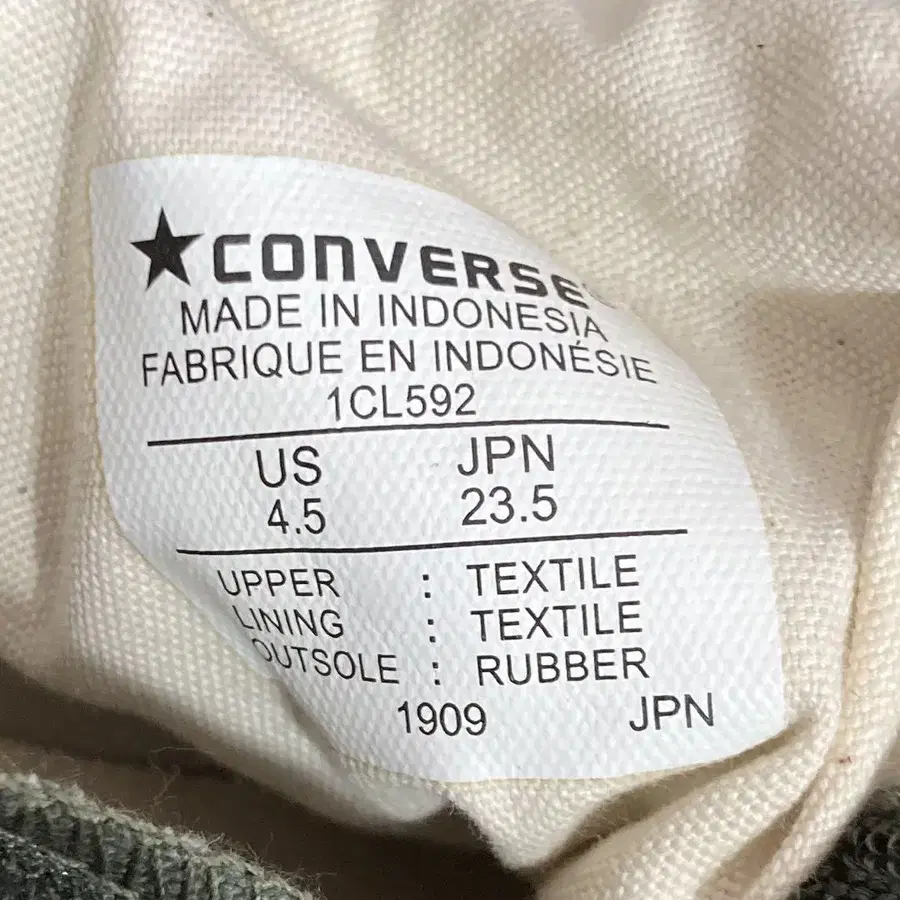 ★CONVERSE
MADE IN INDONESIA
FABRIQUE EN INDONÉSIE
1CL592
US JPN
4.5 23.5
UPPER : TEXTILE
LINING : TEXTILE
OUTSOLE : RUBBER
1909 JPN